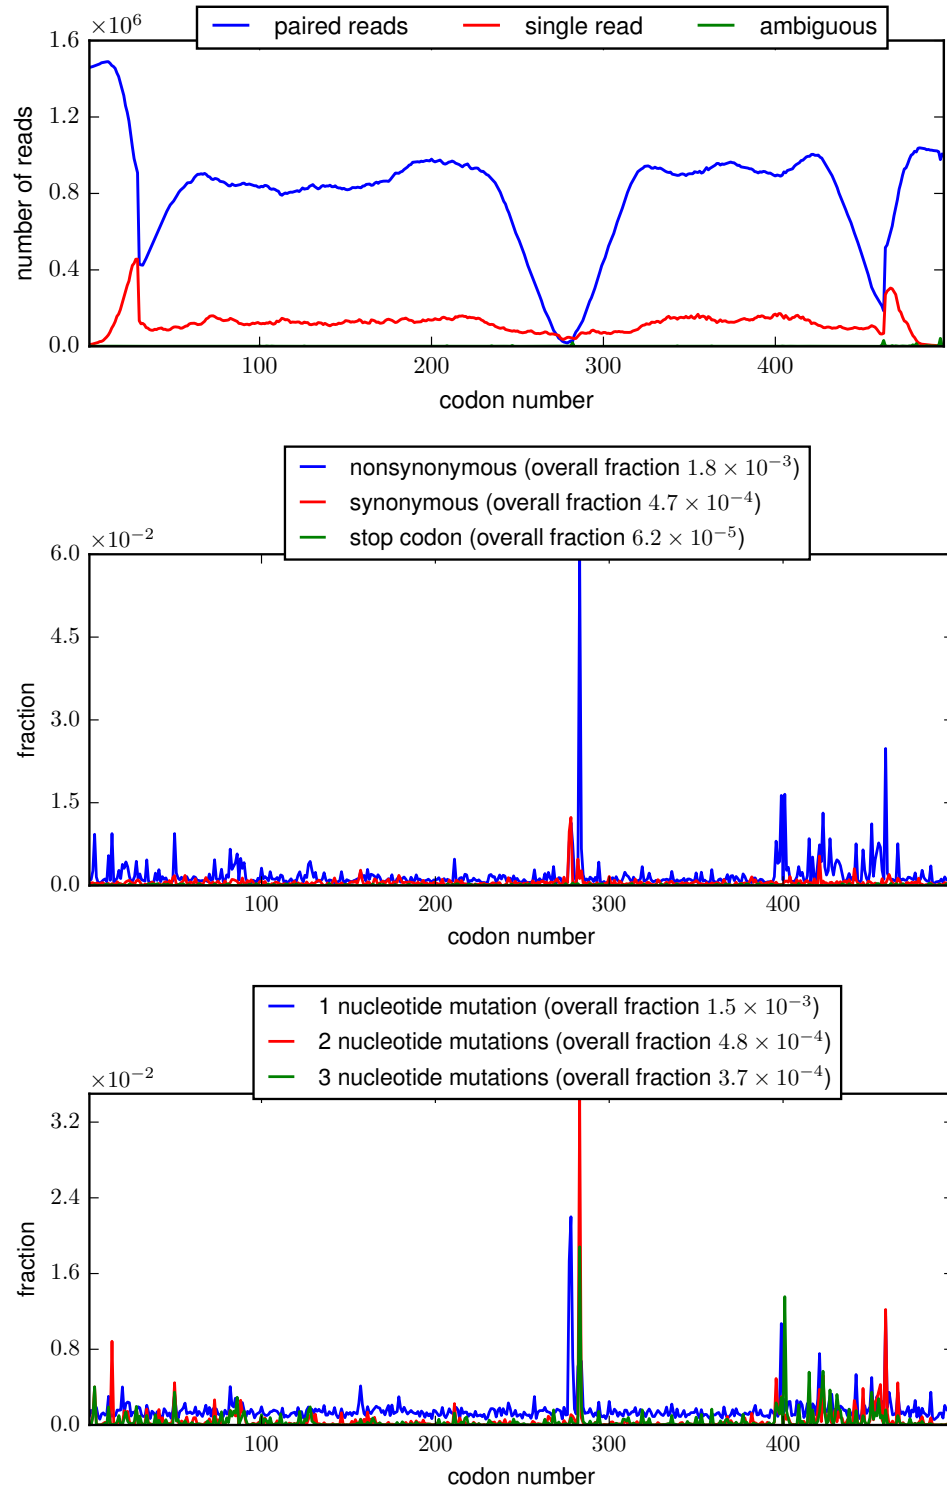 paired reads single read ambiguous
×10^6
1.6
1.2
0.8
0.4
0.0
number of reads
100 200 300 400
codon number
nonsynonymous (overall fraction 1.8 × 10^−3)
synonymous (overall fraction 4.7 × 10^−4)
stop codon (overall fraction 6.2 × 10^−5)
×10^−2
6.0
4.5
3.0
1.5
0.0
fraction
100 200 300 400
codon number
1 nucleotide mutation (overall fraction 1.5 × 10^−3)
2 nucleotide mutations (overall fraction 4.8 × 10^−4)
3 nucleotide mutations (overall fraction 3.7 × 10^−4)
×10^−2
3.2
2.4
1.6
0.8
0.0
fraction
100 200 300 400
codon number